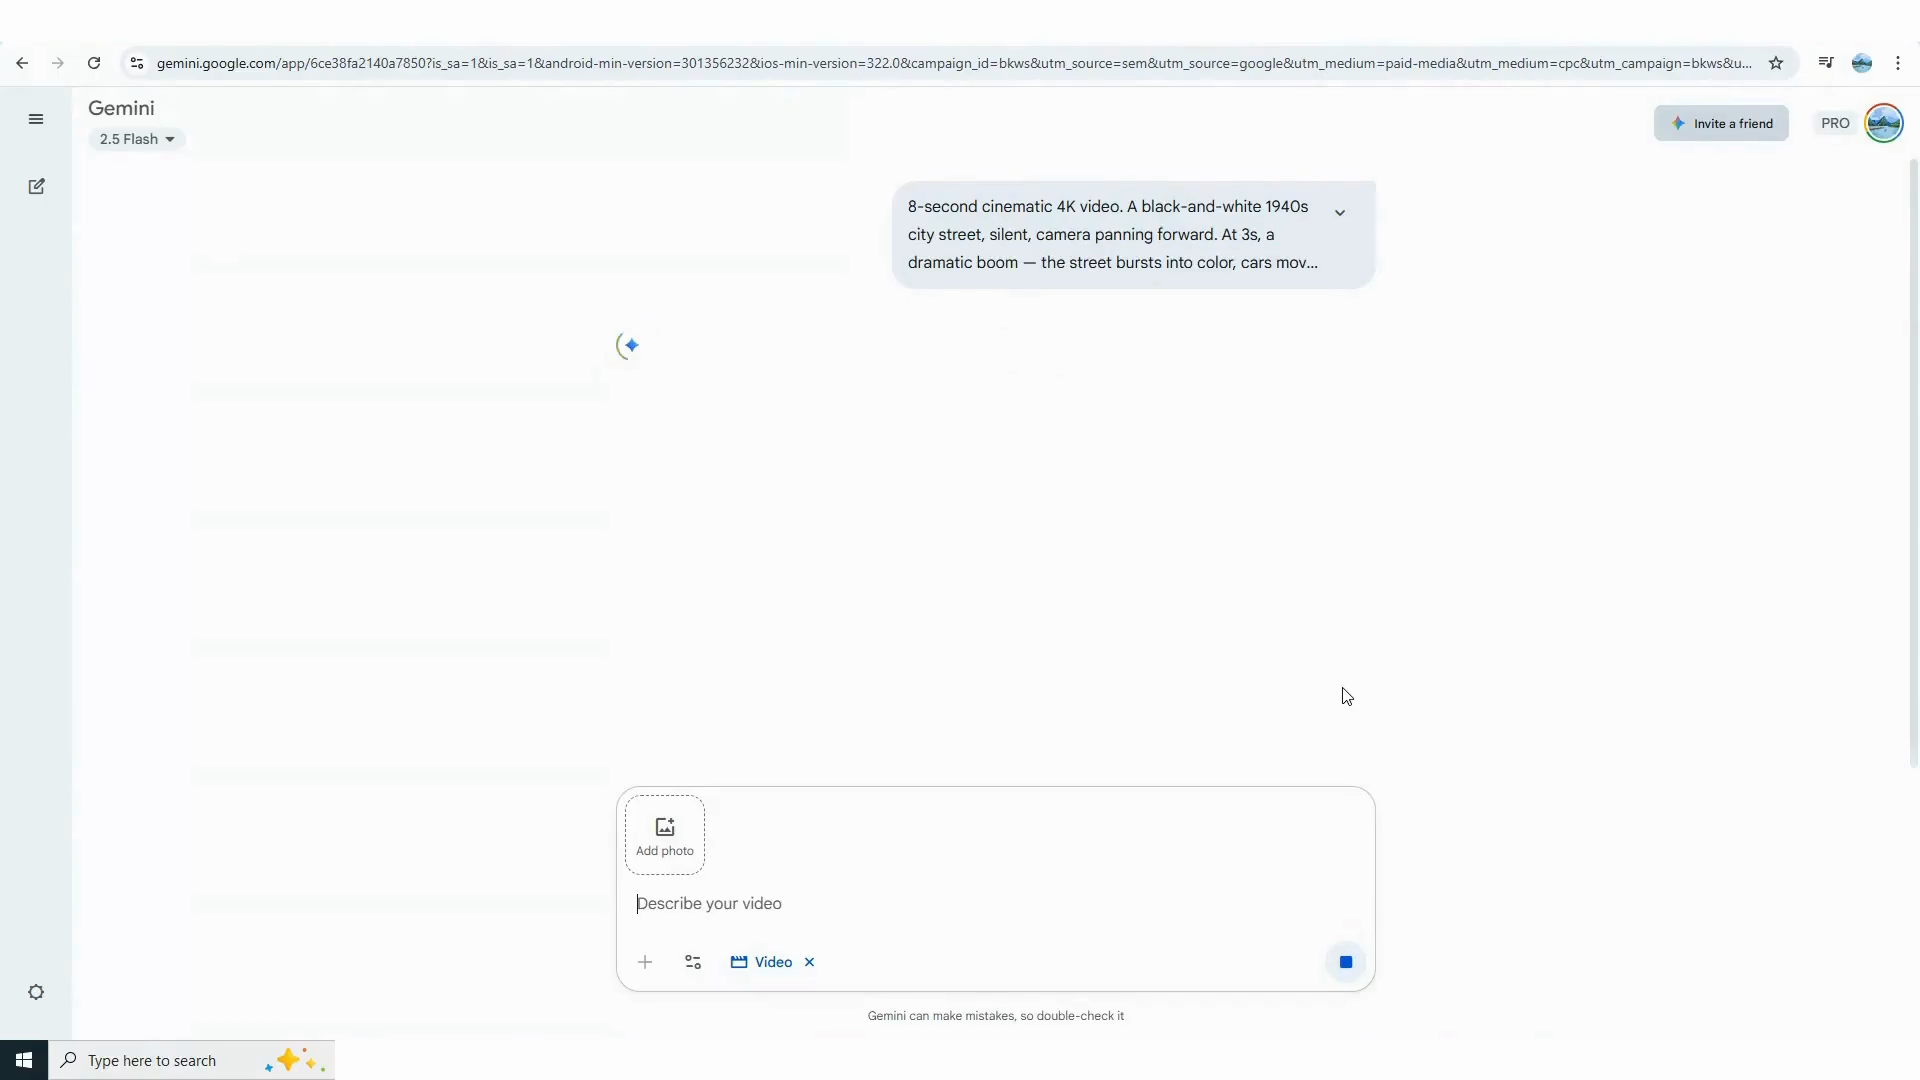 gemini.google.com/app/6ce38fa2140a7850?is_sa=1&is_sa=1&android-min-version=301356232&ios-min-version=322.0&campaign_id=bkws&utm_source=sem&utm_source=google&utm_medium=paid-media&utm_medium=cpc&utm_campaign=bkws&u...
Gemini
2.5 Flash
Invite a friend
PRO
8-second cinematic 4K video. A black-and-white 1940s
city street, silent, camera panning forward. At 3s, a
dramatic boom — the street bursts into color, cars mov...
Add photo
Describe your video
Video
Gemini can make mistakes, so double-check it
Type here to search